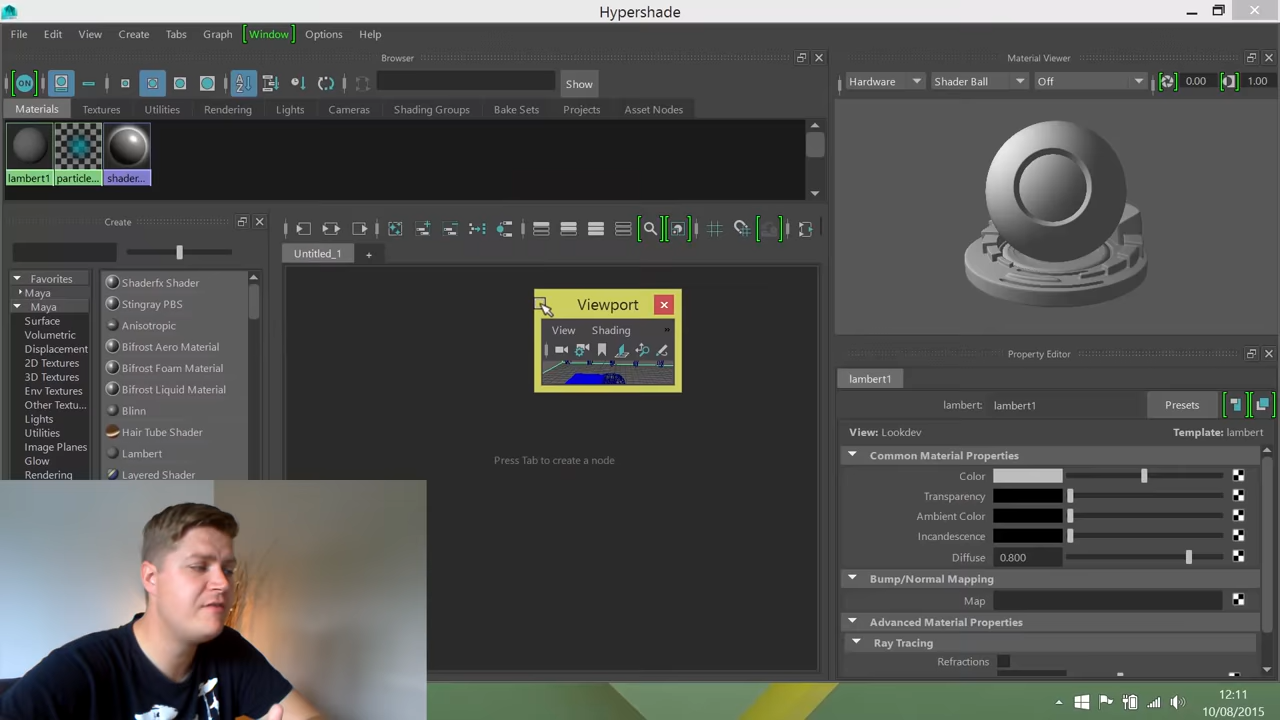 Hypershade
File Edit View Create Tabs Graph [Window] Options Help
Browser
Material Viewer
ON
Show
Hardware Shader Ball Off 0.00 1.00
Materials Textures Utilities Rendering Lights Cameras Shading Groups Bake Sets Projects Asset Nodes
lambert1 particle... shader...
Create
Untitled_1 +
Favorites
Maya
Maya
Surface
Volumetric
Displacement
2D Textures
3D Textures
Env Textures
Other Textu...
Lights
Utilities
Image Planes
Glow
Rendering
Shaderfx Shader
Stingray PBS
Anisotropic
Bifrost Aero Material
Bifrost Foam Material
Bifrost Liquid Material
Blinn
Hair Tube Shader
Lambert
Layered Shader
Viewport
View Shading »
Press Tab to create a node
Property Editor
lambert1
lambert: lambert1 Presets
View: Lookdev Template: lambert
Common Material Properties
Color
Transparency
Ambient Color
Incandescence
Diffuse 0.800
Bump/Normal Mapping
Map
Advanced Material Properties
Ray Tracing
Refractions
12:11
10/08/2015